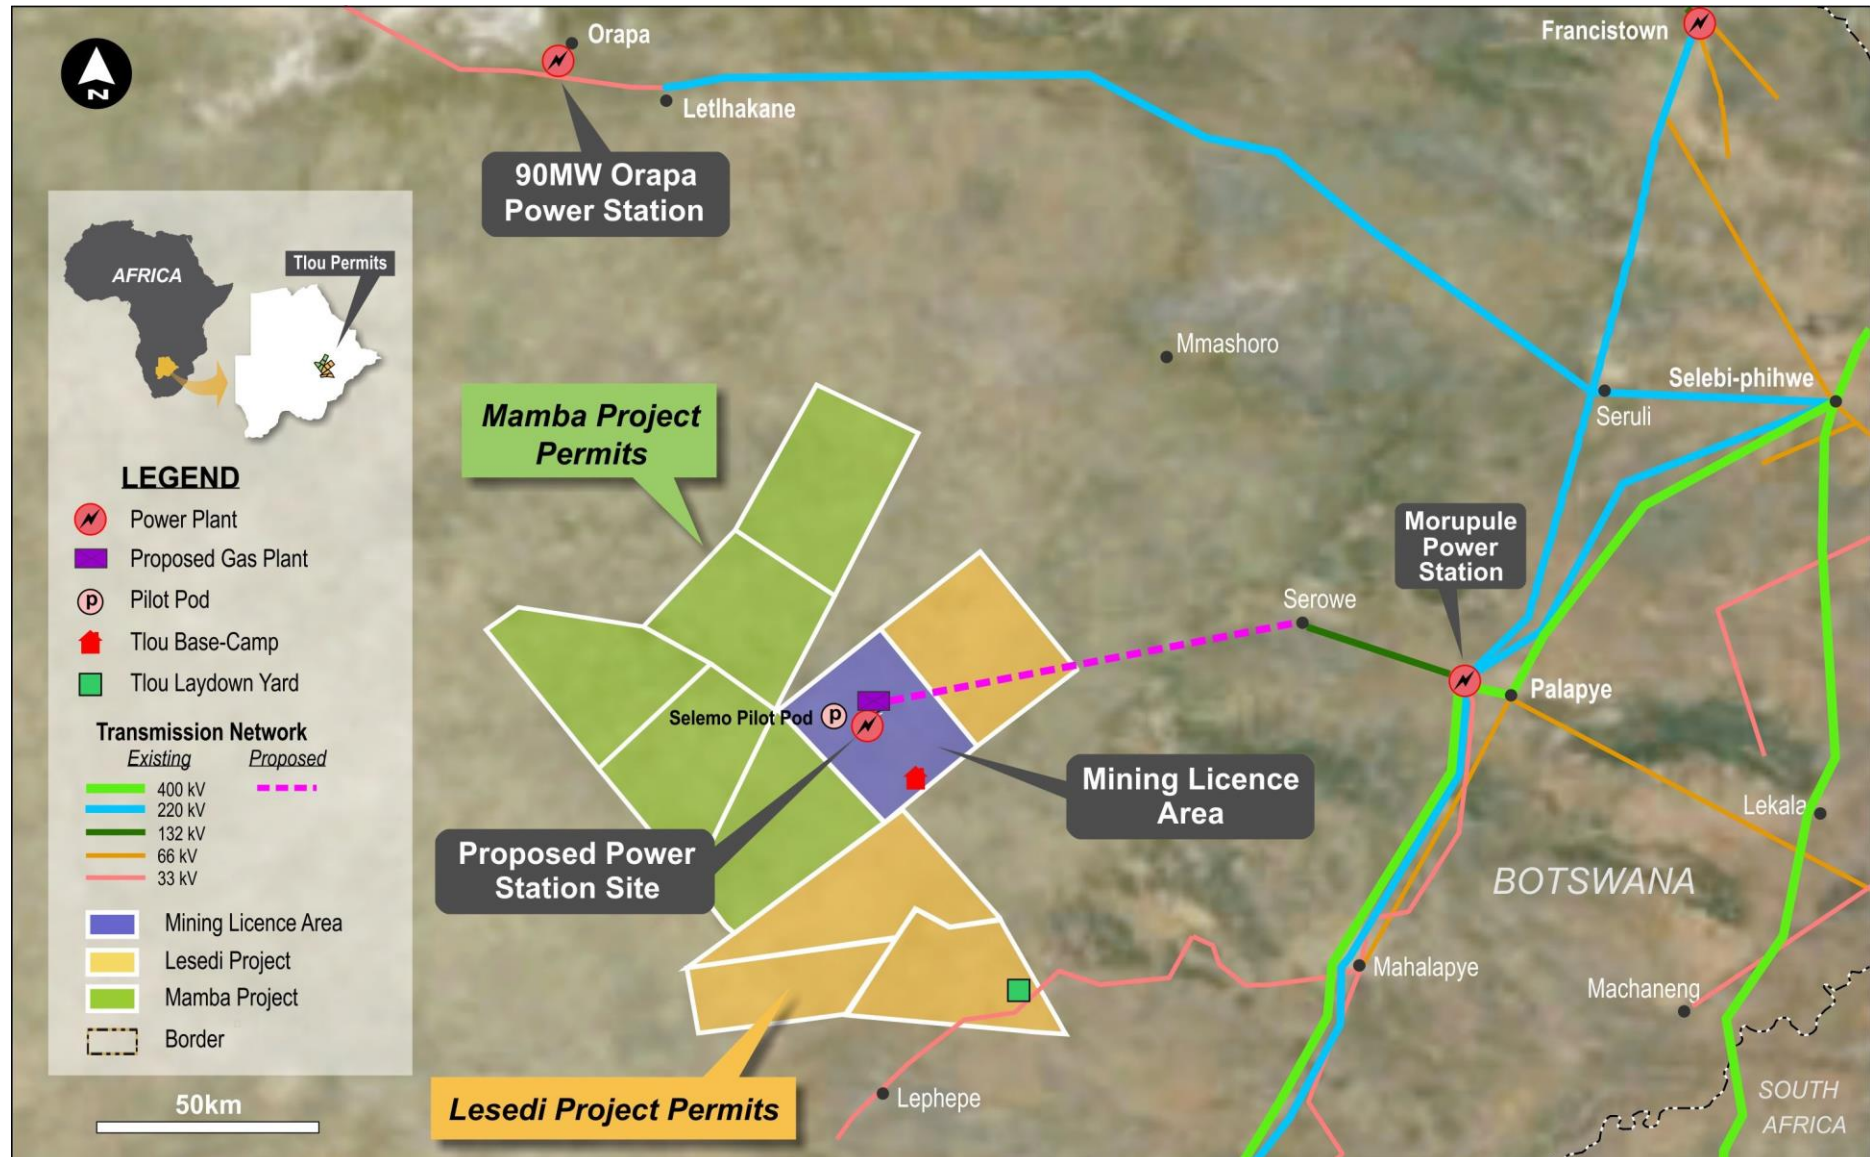 Orapa
Letlhakane
Francistown
90MW Orapa
Power Station
N
AFRICA
Tlou Permits
Mmashoro
Selebi-phihwe
Seruli
Mamba Project
Permits
LEGEND
Power Plant
Proposed Gas Plant
P
Pilot Pod
Tlou Base-Camp
Tlou Laydown Yard
Transmission Network
Existing
Proposed
400 kV
220 kV
132 kV
66 kV
33 kV
Mining Licence Area
Lesedi Project
Mamba Project
Border
50km
Morupule
Power
Station
Serowe
Palapye
Selemo Pilot Pod
P
Mining Licence
Area
Lekala
Proposed Power
Station Site
BOTSWANA
Mahalapye
Machaneng
Lesedi Project Permits
Lephepe
SOUTH
AFRICA